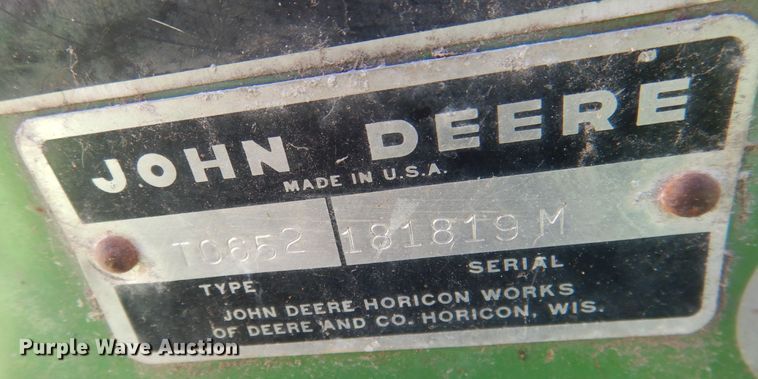 JOHN DEERE
MADE IN U.S.A.
T0652 181819 M
TYPE SERIAL
JOHN DEERE HORICON WORKS
OF DEERE AND CO. HORICON, WIS.
Purple Wave Auction